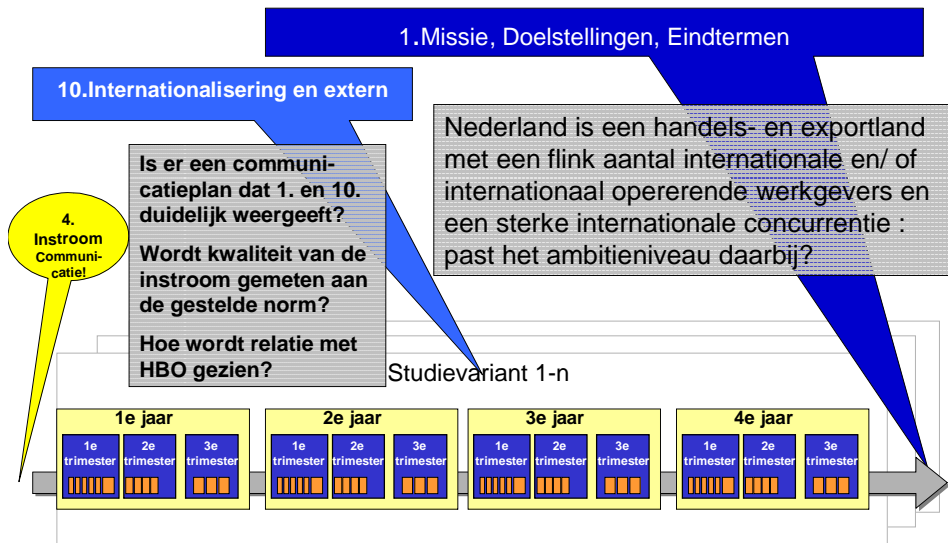 1.Missie, Doelstellingen, Eindtermen
10.Internationalisering en extern
Nederland is een handels- en exportland
met een flink aantal internationale en/ of
internationaal opererende werkgevers en
een sterke internationale concurrentie :
past het ambitieniveau daarbij?
Is er een communi-
catieplan dat 1. en 10.
duidelijk weergeeft?
Wordt kwaliteit van de
instroom gemeten aan
de gestelde norm?
Hoe wordt relatie met
HBO gezien?
4.
Instroom
Communi-
catie!
Studievariant 1-n
1e jaar
1e
trimester
2e
trimester
3e
trimester
2e jaar
1e
trimester
2e
trimester
3e
trimester
3e jaar
1e
trimester
2e
trimester
3e
trimester
4e jaar
1e
trimester
2e
trimester
3e
trimester